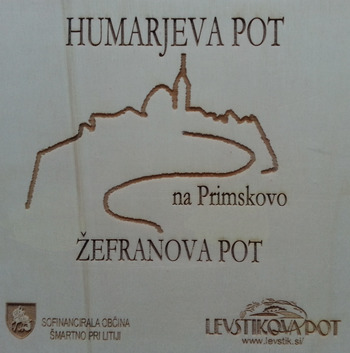 HUMARJEVA POT
na Primskovo
ŽEFRANOVA POT
SOFINANCIRALA OBČINA
ŠMARTNO PRI LITIJI
LEVSTIKOVA POT
www.levstik.si/